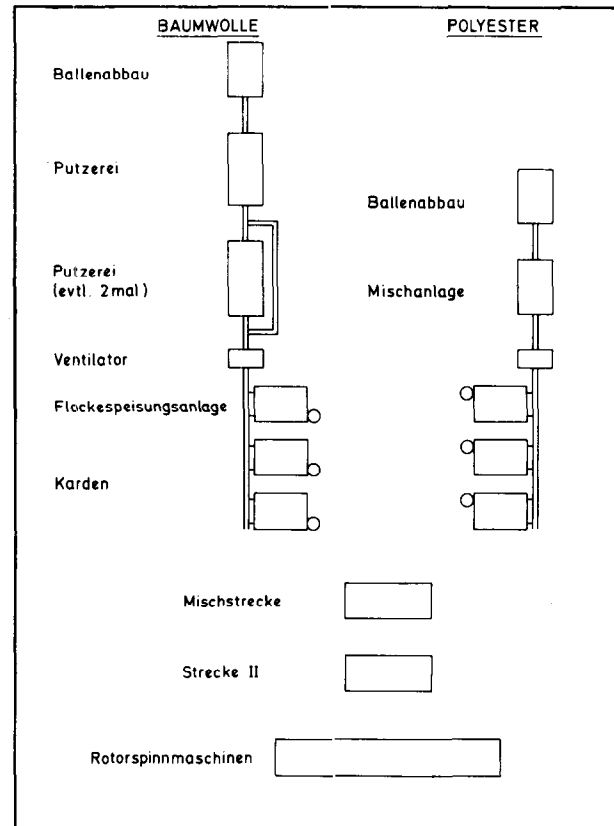 BAUMWOLLE
POLYESTER
Ballenabbau
Putzerei
Ballenabbau
Putzerei
(evtl. 2mal)
Mischanlage
Ventilator
Flockespeisungsanlage
Karden
Mischstrecke
Strecke II
Rotorspinnmaschinen